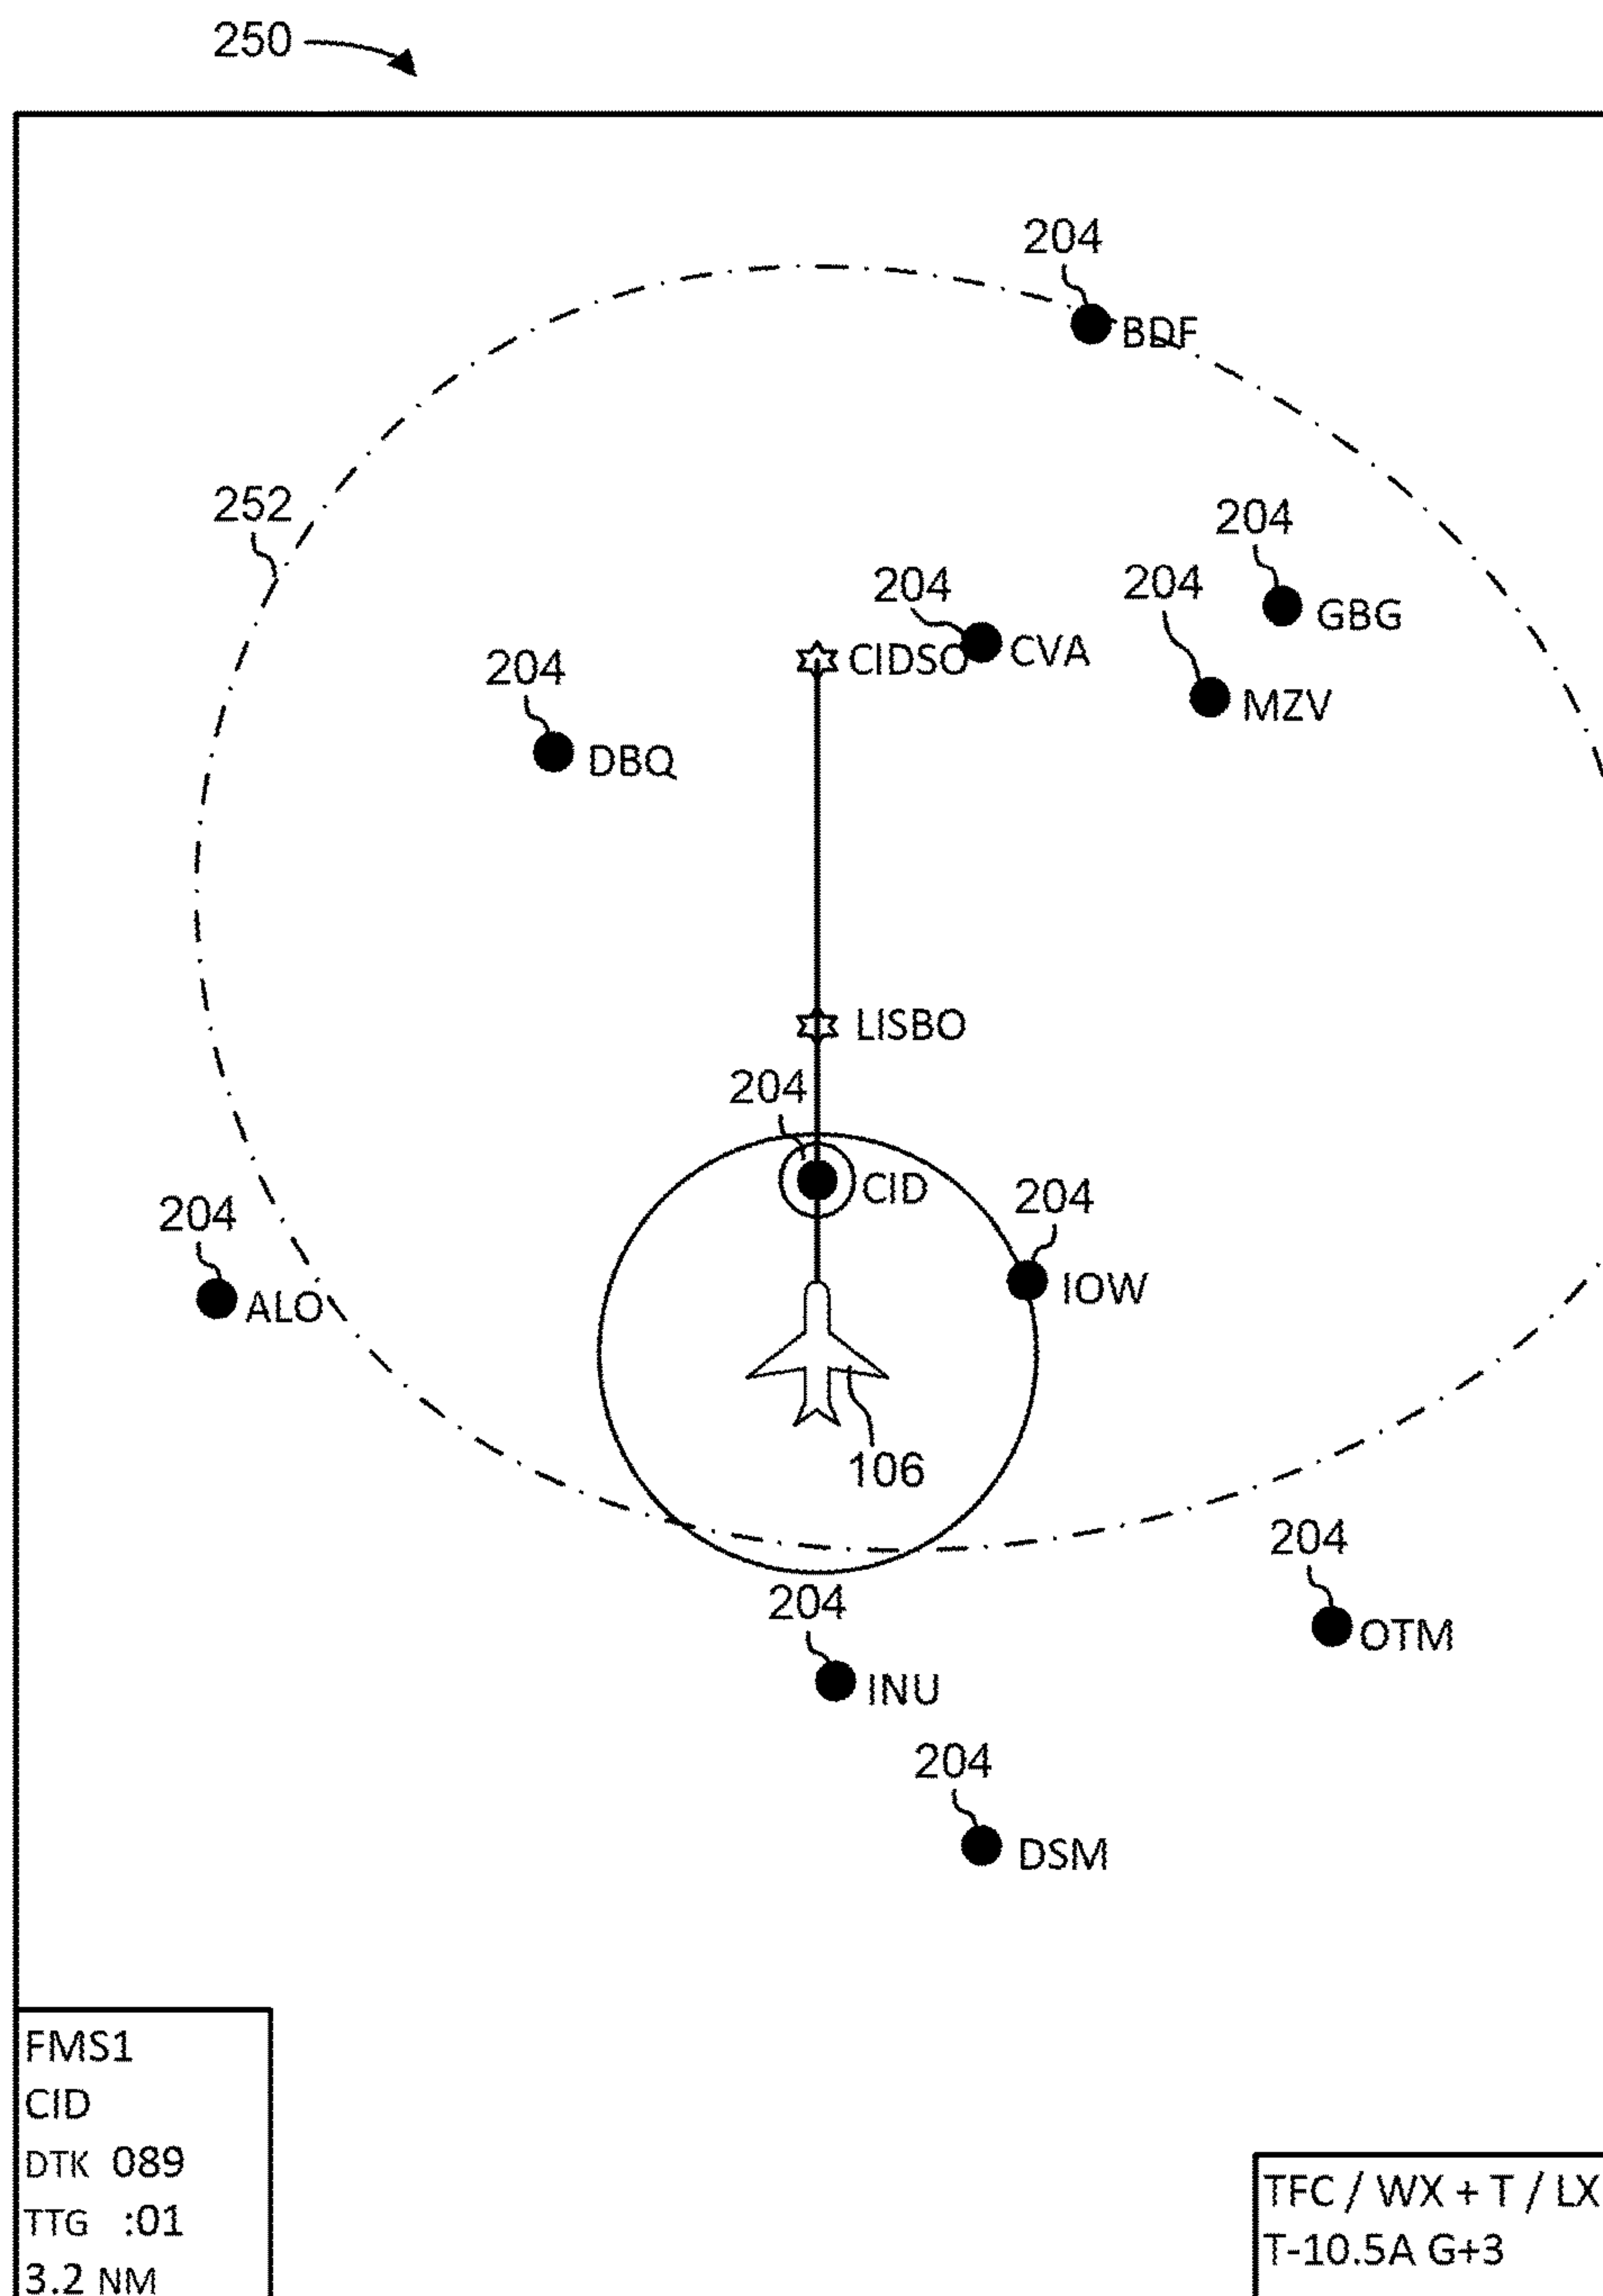 250
204
BDF
252
204
GBG
204
204
CIDSO
CVA
MZV
204
DBQ
LISBO
204
CID
204
204
IOW
ALO
106
204
OTM
204
INU
204
DSM
FMS1
CID
DTK 089
TTG :01
3.2 NM
TFC / WX + T / LX
T-10.5A G+3